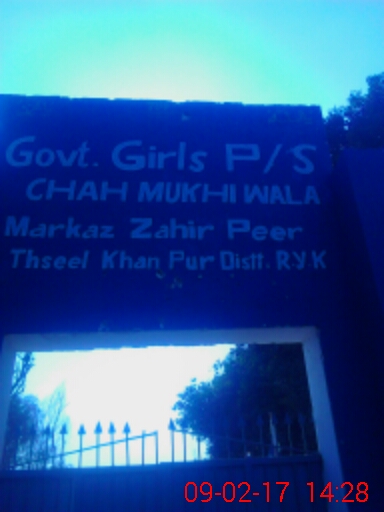 Govt. Girls P/S
CHAH MUKHI WALA
Markaz Zahir Peer
Thseel Khan Pur Distt. R.Y.K
09-02-17 14:28